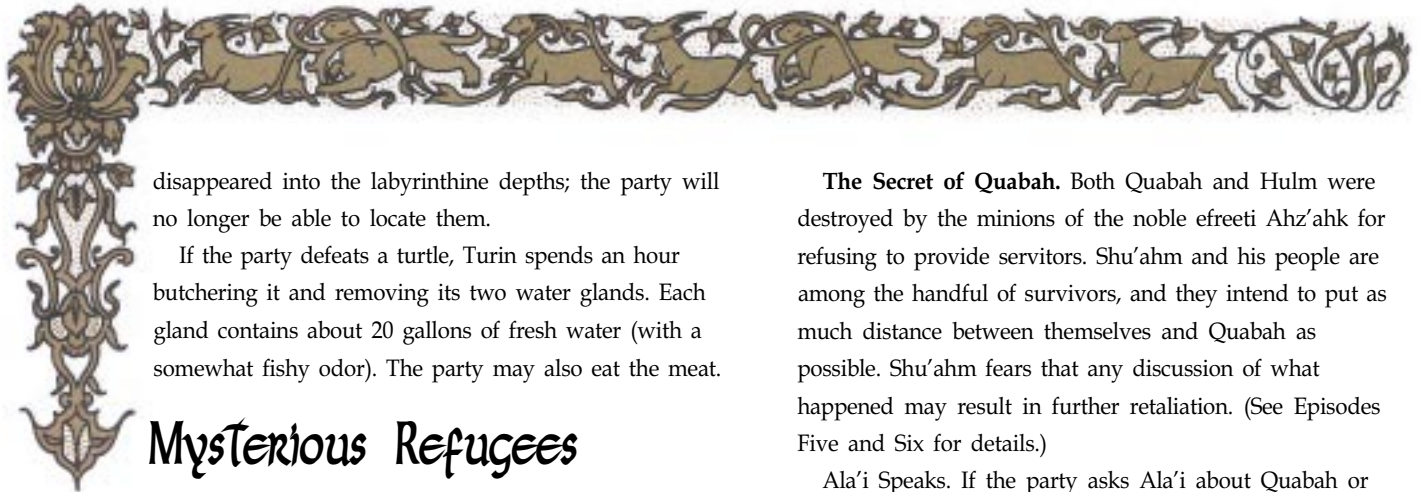 disappeared into the labyrinthine depths; the party will
no longer be able to locate them.
If the party defeats a turtle, Turin spends an hour
butchering it and removing its two water glands. Each
gland contains about 20 gallons of fresh water (with a
somewhat fishy odor). The party may also eat the meat.
Mysterious Refugees
The Secret of Quabah. Both Quabah and Hulm were
destroyed by the minions of the noble efreeti Ahz'ahk for
refusing to provide servitors. Shu'ahm and his people are
among the handful of survivors, and they intend to put as
much distance between themselves and Quabah as
possible. Shu'ahm fears that any discussion of what
happened may result in further retaliation. (See Episodes
Five and Six for details.)
Ala'i Speaks. If the party asks Ala'i about Quabah or